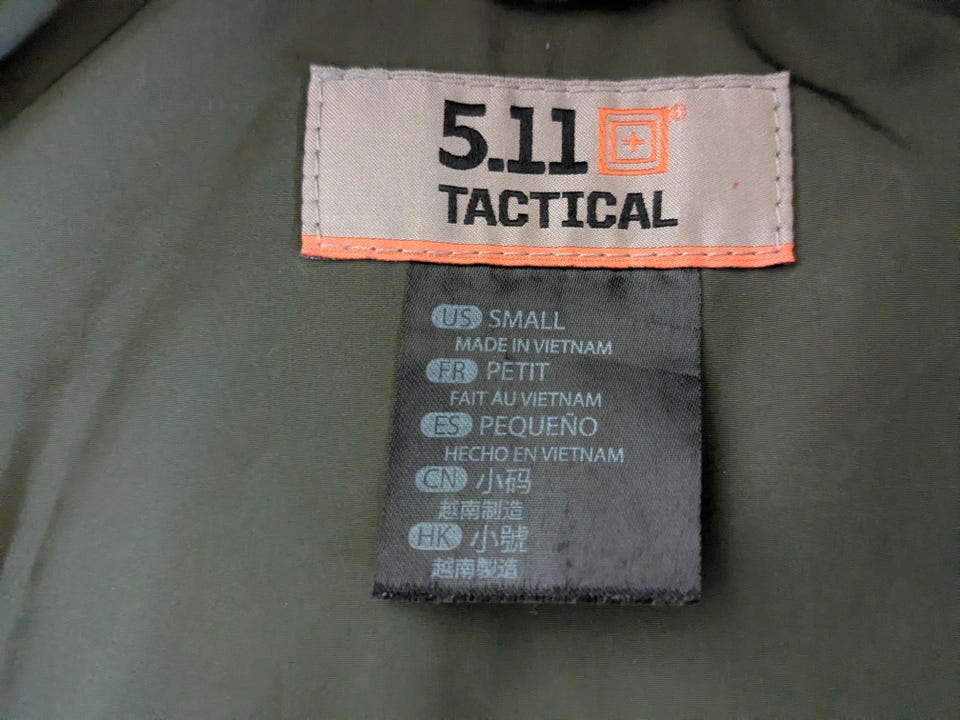 5.11®
TACTICAL
US SMALL
MADE IN VIETNAM
FR PETIT
FAIT AU VIETNAM
ES PEQUEÑO
HECHO EN VIETNAM
CN 小码
越南制造
HK 小號
越南製造